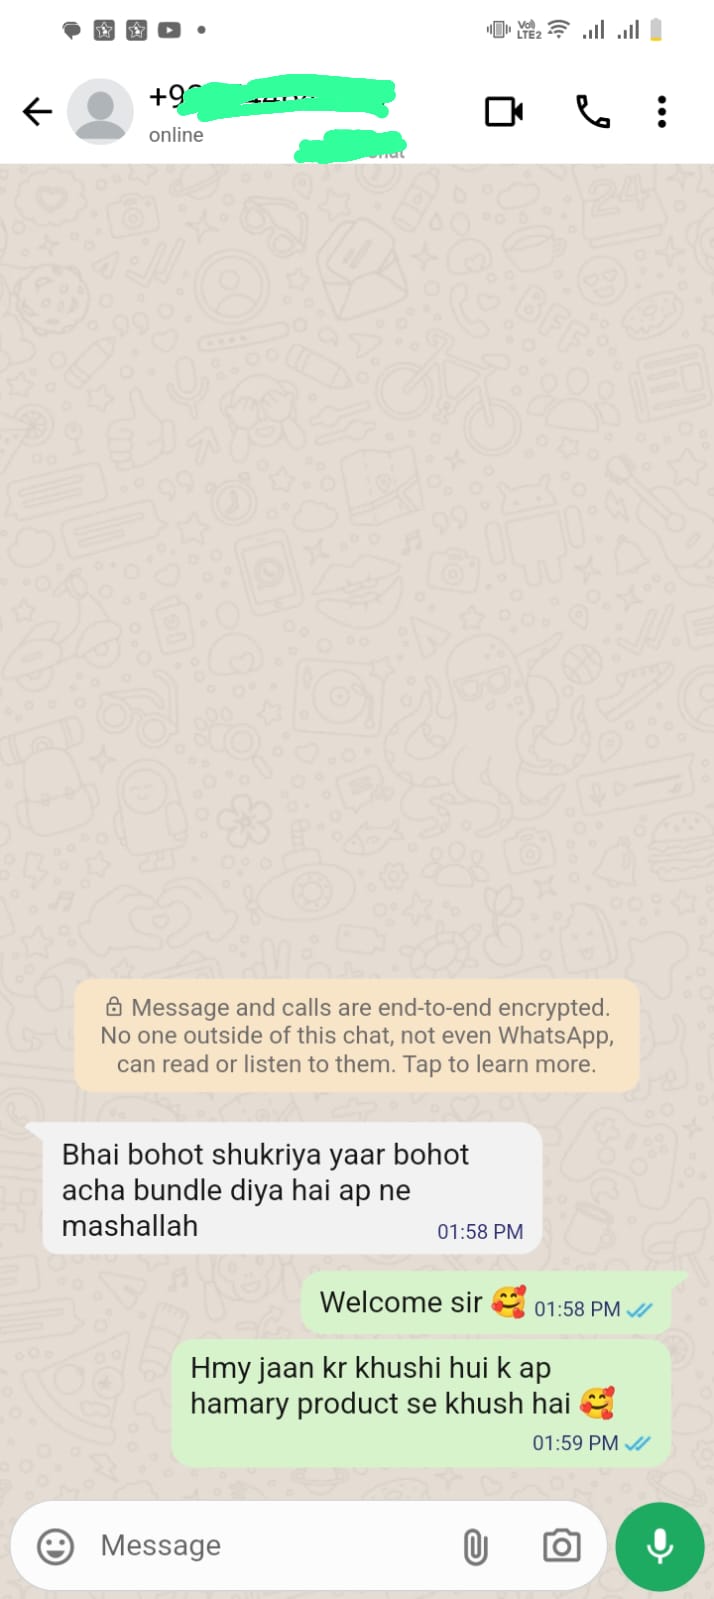 Vo) LTE2
+9
online
Message and calls are end-to-end encrypted.
No one outside of this chat, not even WhatsApp,
can read or listen to them. Tap to learn more.
Bhai bohot shukriya yaar bohot
acha bundle diya hai ap ne
mashallah
01:58 PM
Welcome sir 🥰 01:58 PM
Hmy jaan kr khushi hui k ap
hamary product se khush hai 🥰
01:59 PM
Message